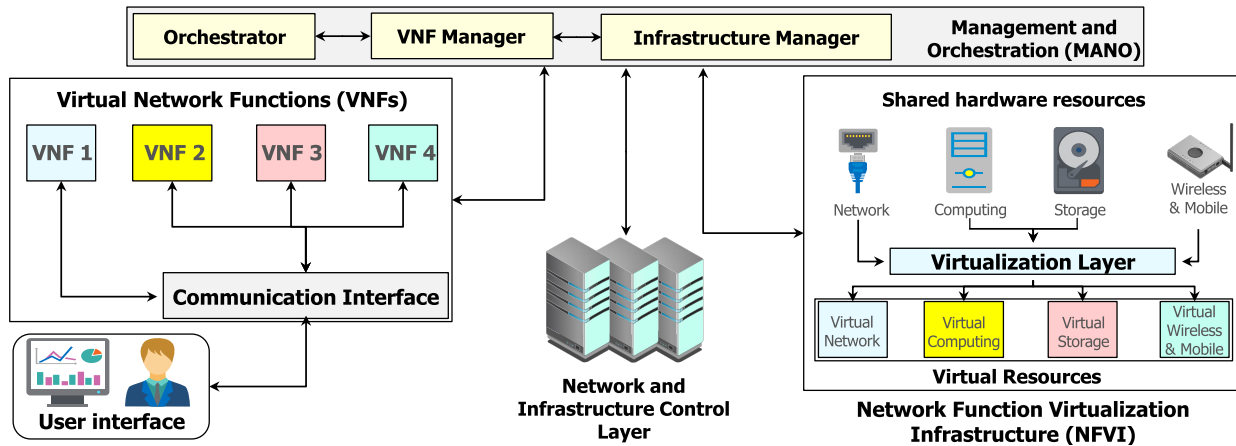 Orchestrator
VNF Manager
Infrastructure Manager
Management and
Orchestration (MANO)
Virtual Network Functions (VNFs)
VNF 1
VNF 2
VNF 3
VNF 4
Communication Interface
User interface
Network and
Infrastructure Control
Layer
Shared hardware resources
Network
Computing
Storage
Wireless
& Mobile
Virtualization Layer
Virtual
Network
Virtual
Computing
Virtual
Storage
Virtual
Wireless
& Mobile
Virtual Resources
Network Function Virtualization
Infrastructure (NFVI)